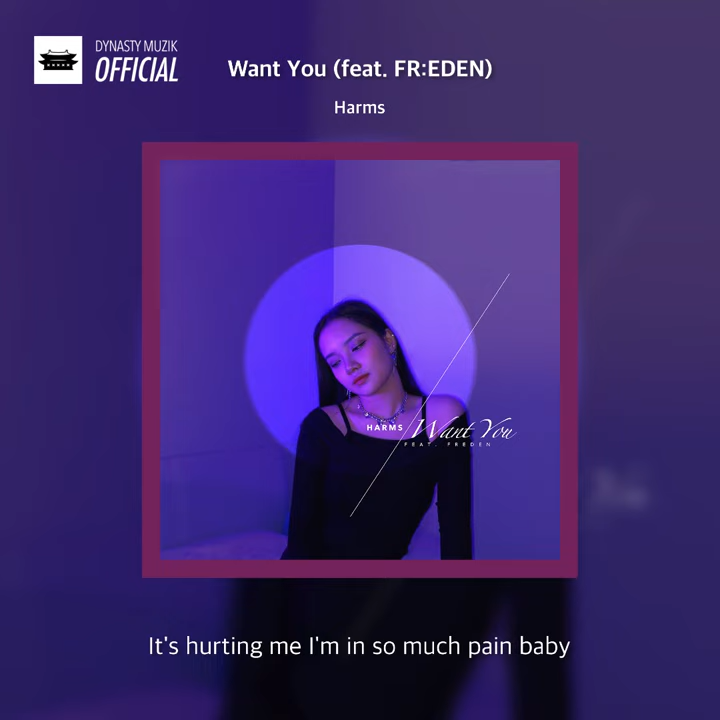 DYNASTY MUZIK
OFFICIAL
Want You (feat. FR:EDEN)
Harms
HARMS
Want You
FEAT. FREDEN
It's hurting me I'm in so much pain baby